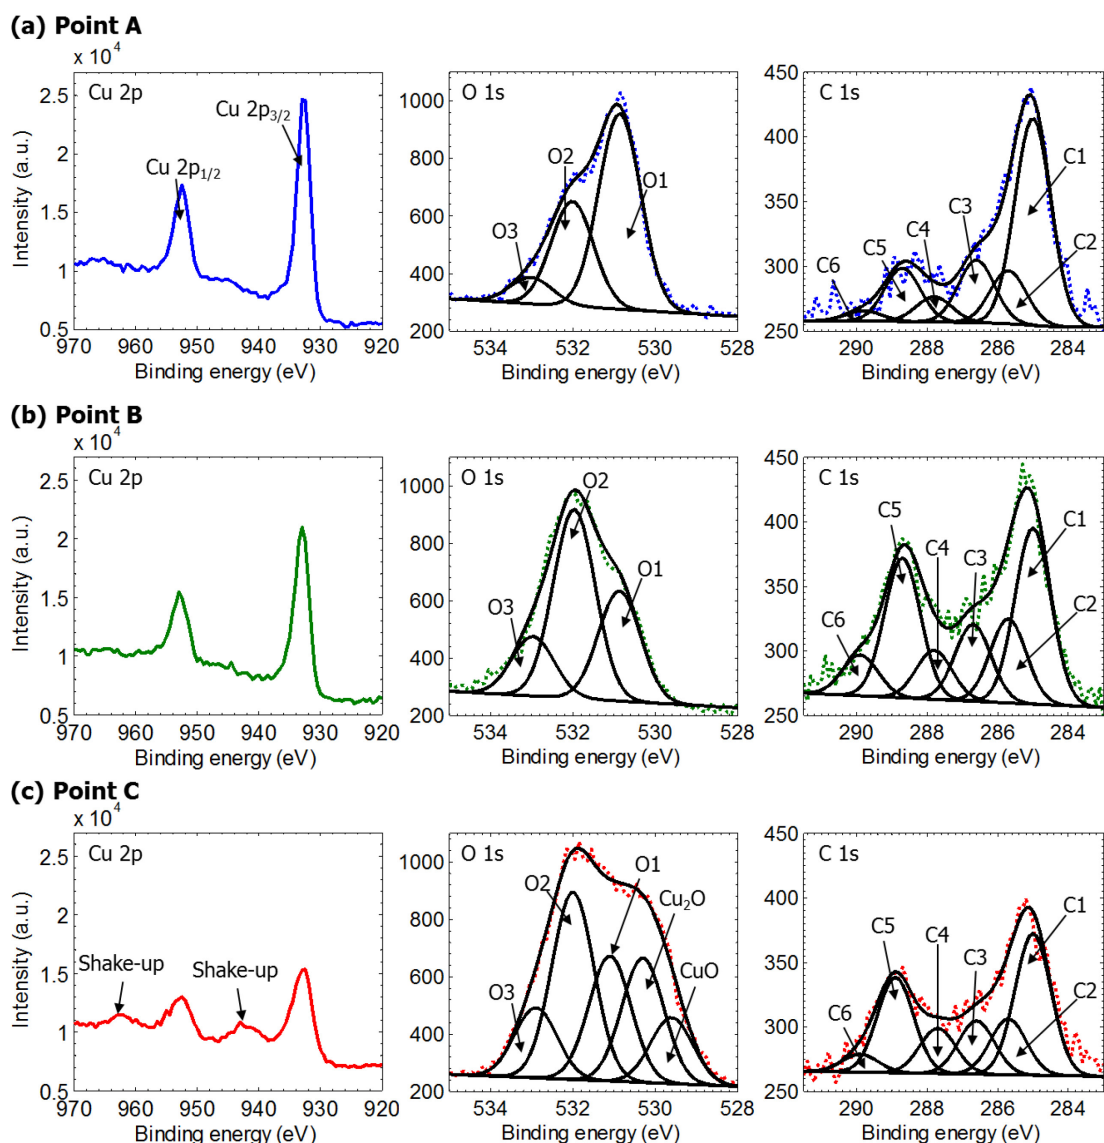 (a) Point A
x 10⁴
Cu 2p
Cu 2p₃/₂
Cu 2p₁/₂
2.5
2
1.5
1
0.5
970 960 950 940 930 920
Binding energy (eV)
Intensity (a.u.)
O 1s
O2
O1
O3
1000
800
600
400
200
534 532 530 528
Binding energy (eV)
C 1s
C1
C3
C4
C2
C5
C6
450
400
350
300
250
290 288 286 284
Binding energy (eV)
(b) Point B
x 10⁴
Cu 2p
2.5
2
1.5
1
0.5
970 960 950 940 930 920
Binding energy (eV)
Intensity (a.u.)
O 1s
O2
O1
O3
1000
800
600
400
200
534 532 530 528
Binding energy (eV)
C 1s
C5
C1
C4
C3
C2
C6
450
400
350
300
250
290 288 286 284
Binding energy (eV)
(c) Point C
x 10⁴
Cu 2p
Shake-up
Shake-up
2.5
2
1.5
1
0.5
970 960 950 940 930 920
Binding energy (eV)
Intensity (a.u.)
O 1s
O1
O2
Cu₂O
O3
CuO
1000
800
600
400
200
534 532 530 528
Binding energy (eV)
C 1s
C1
C5
C4
C3
C2
C6
450
400
350
300
250
290 288 286 284
Binding energy (eV)